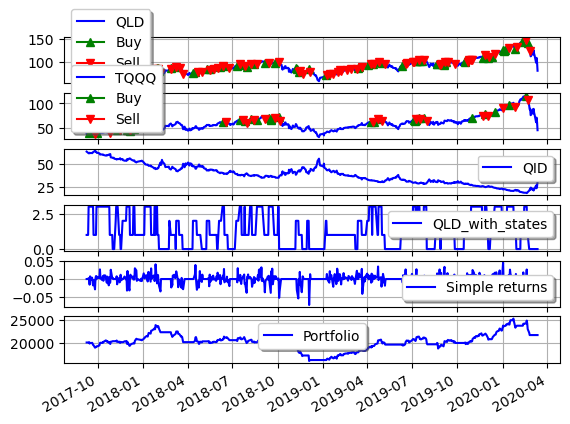 QLD
Buy
Sell
150
100
TQQQ
Buy
Sell
100
50
QID
50
25
QLD_with_states
2.5
0.0
0.05
0.00
−0.05
Simple returns
25000
20000
Portfolio
2017-10
2018-01
2018-04
2018-07
2018-10
2019-01
2019-04
2019-07
2019-10
2020-01
2020-04